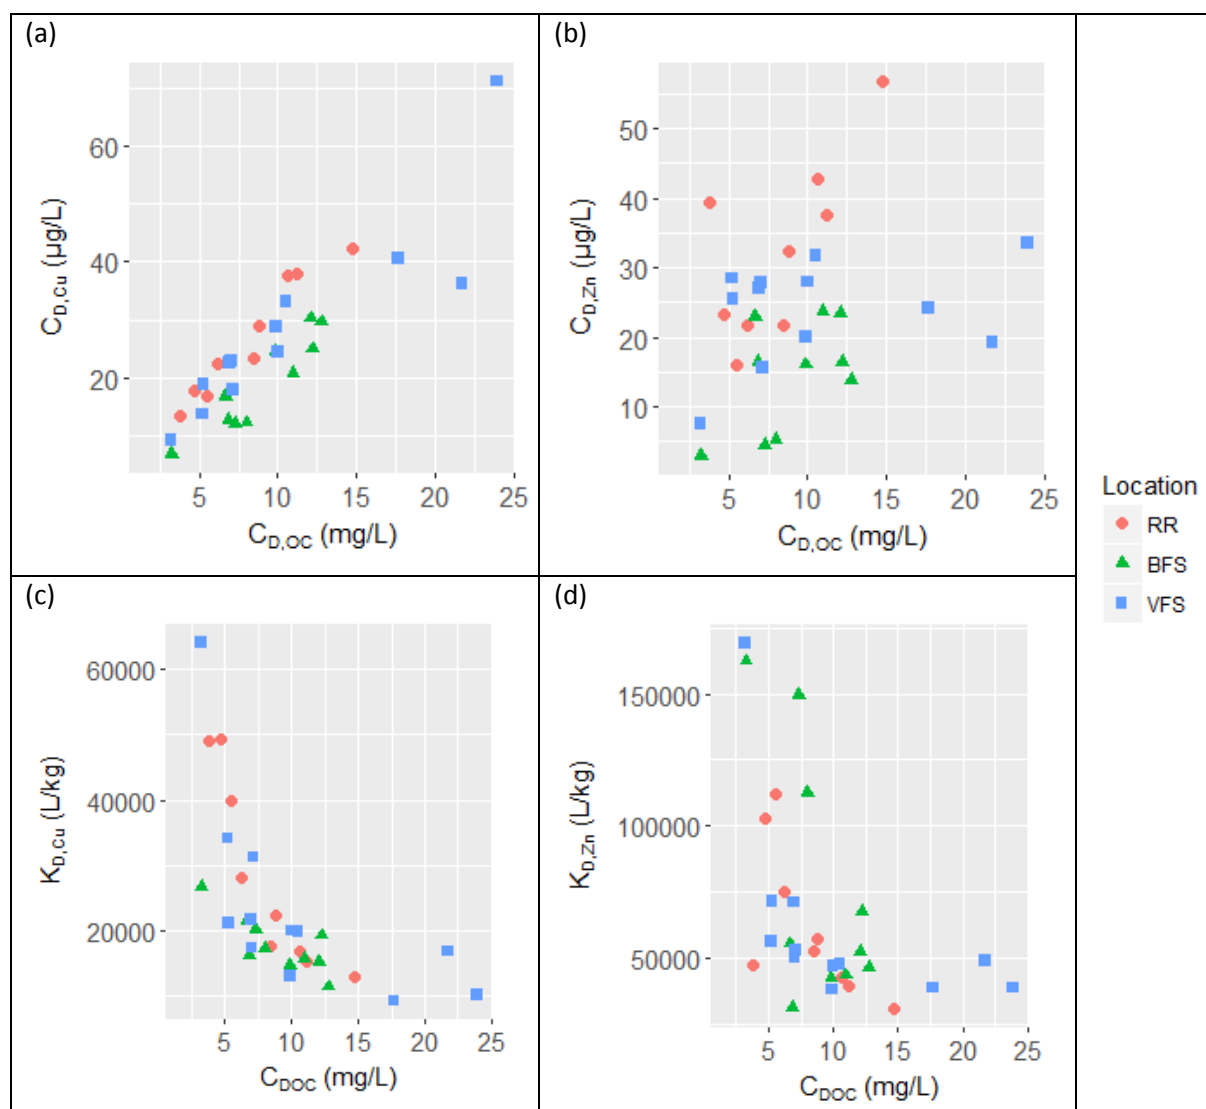 (a)
60
40
20
C_D,Cu (µg/L)
5 10 15 20 25
C_D,OC (mg/L)
(b)
50
40
30
20
10
C_D,Zn (µg/L)
5 10 15 20 25
C_D,OC (mg/L)
(c)
60000
40000
20000
K_D,cu (L/kg)
5 10 15 20 25
C_DOC (mg/L)
(d)
150000
100000
50000
K_D,Zn (L/kg)
5 10 15 20 25
C_DOC (mg/L)
Location
RR
BFS
VFS